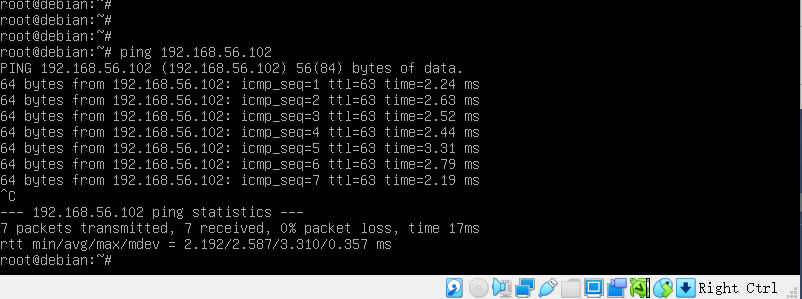 root@debian:~#
root@debian:~#
root@debian:~#
root@debian:~# ping 192.168.56.102
PING 192.168.56.102 (192.168.56.102) 56(84) bytes of data.
64 bytes from 192.168.56.102: icmp_seq=1 ttl=63 time=2.24 ms
64 bytes from 192.168.56.102: icmp_seq=2 ttl=63 time=2.63 ms
64 bytes from 192.168.56.102: icmp_seq=3 ttl=63 time=2.52 ms
64 bytes from 192.168.56.102: icmp_seq=4 ttl=63 time=2.44 ms
64 bytes from 192.168.56.102: icmp_seq=5 ttl=63 time=3.31 ms
64 bytes from 192.168.56.102: icmp_seq=6 ttl=63 time=2.79 ms
64 bytes from 192.168.56.102: icmp_seq=7 ttl=63 time=2.19 ms
^C
--- 192.168.56.102 ping statistics ---
7 packets transmitted, 7 received, 0% packet loss, time 17ms
rtt min/avg/max/mdev = 2.192/2.587/3.310/0.357 ms
root@debian:~#
Right Ctrl